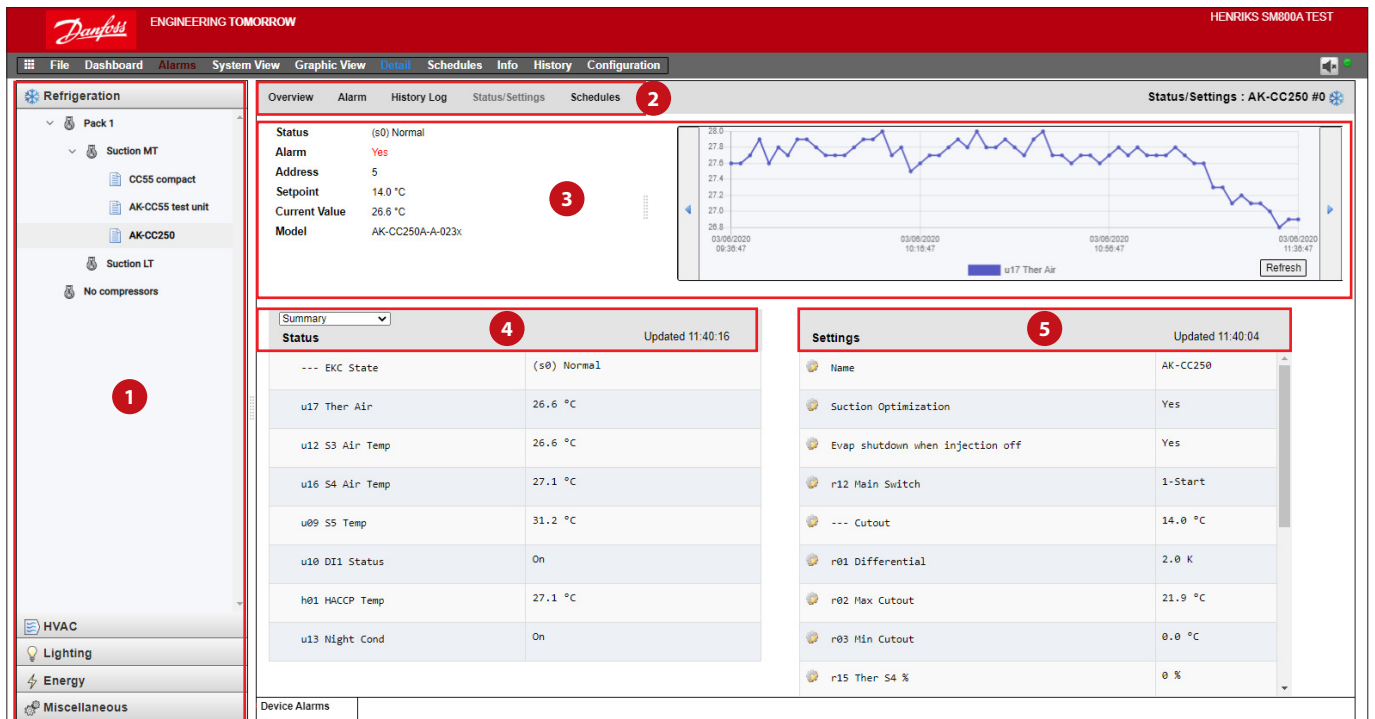 Danfoss ENGINEERING TOMORROW HENRIKS SM800A TEST
File Dashboard Alarms System View Graphic View Detail Schedules Info History Configuration
Refrigeration
Pack 1
Suction MT
CC55 compact
AK-CC55 test unit
AK-CC250
Suction LT
No compressors
1
HVAC
Lighting
Energy
Miscellaneous
Overview Alarm History Log Status/Settings Schedules 2 Status/Settings : AK-CC250 #0
Status (s0) Normal
Alarm Yes
Address 5
Setpoint 14.0 °C
Current Value 26.6 °C
Model AK-CC250A-A-023x
3
28.0
27.8
27.6
27.4
27.2
27.0
26.8
03/06/2020 03/06/2020 03/06/2020 03/06/2020
09:36:47 10:16:47 10:56:47 11:36:47
u17 Ther Air
Refresh
Summary
Status 4 Updated 11:40:16
--- EKC State (s0) Normal
u17 Ther Air 26.6 °C
u12 S3 Air Temp 26.6 °C
u16 S4 Air Temp 27.1 °C
u09 S5 Temp 31.2 °C
u10 DI1 Status On
h01 HACCP Temp 27.1 °C
u13 Night Cond On
Settings 5 Updated 11:40:04
Name AK-CC250
Suction Optimization Yes
Evap shutdown when injection off Yes
r12 Main Switch 1-Start
--- Cutout 14.0 °C
r01 Differential 2.0 K
r02 Max Cutout 21.9 °C
r03 Min Cutout 0.0 °C
r15 Ther S4 % 0 %
Device Alarms